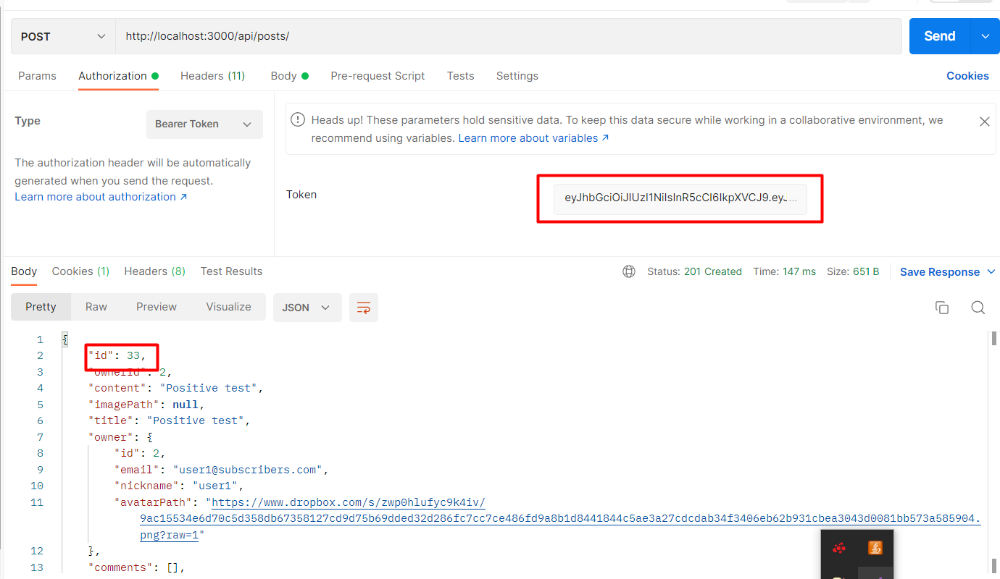 POST http://localhost:3000/api/posts/ Send
Params Authorization Headers (11) Body Pre-request Script Tests Settings Cookies
Type Bearer Token
The authorization header will be automatically
generated when you send the request.
Learn more about authorization ↗
Heads up! These parameters hold sensitive data. To keep this data secure while working in a collaborative environment, we
recommend using variables. Learn more about variables ↗
Token eyJhbGciOiJIUzI1NiIsInR5cCI6IkpXVCJ9.eyJ...
Body Cookies (1) Headers (8) Test Results Status: 201 Created Time: 147 ms Size: 651 B Save Response
Pretty Raw Preview Visualize JSON
1 {
2 "id": 33,
3 "ownerId": 2,
4 "content": "Positive test",
5 "imagePath": null,
6 "title": "Positive test",
7 "owner": {
8 "id": 2,
9 "email": "user1@subscribers.com",
10 "nickname": "user1",
11 "avatarPath": "https://www.dropbox.com/s/zwp0hlufyc9k4iv/
9ac15534e6d70c5d358db67358127cd9d75b69dded32d286fc7cc7ce486fd9a8b1d8441844c5ae3a27cdcdab34f3406eb62b931cbea3043d0081bb573a585904.
png?raw=1"
12 },
13 "comments": [],